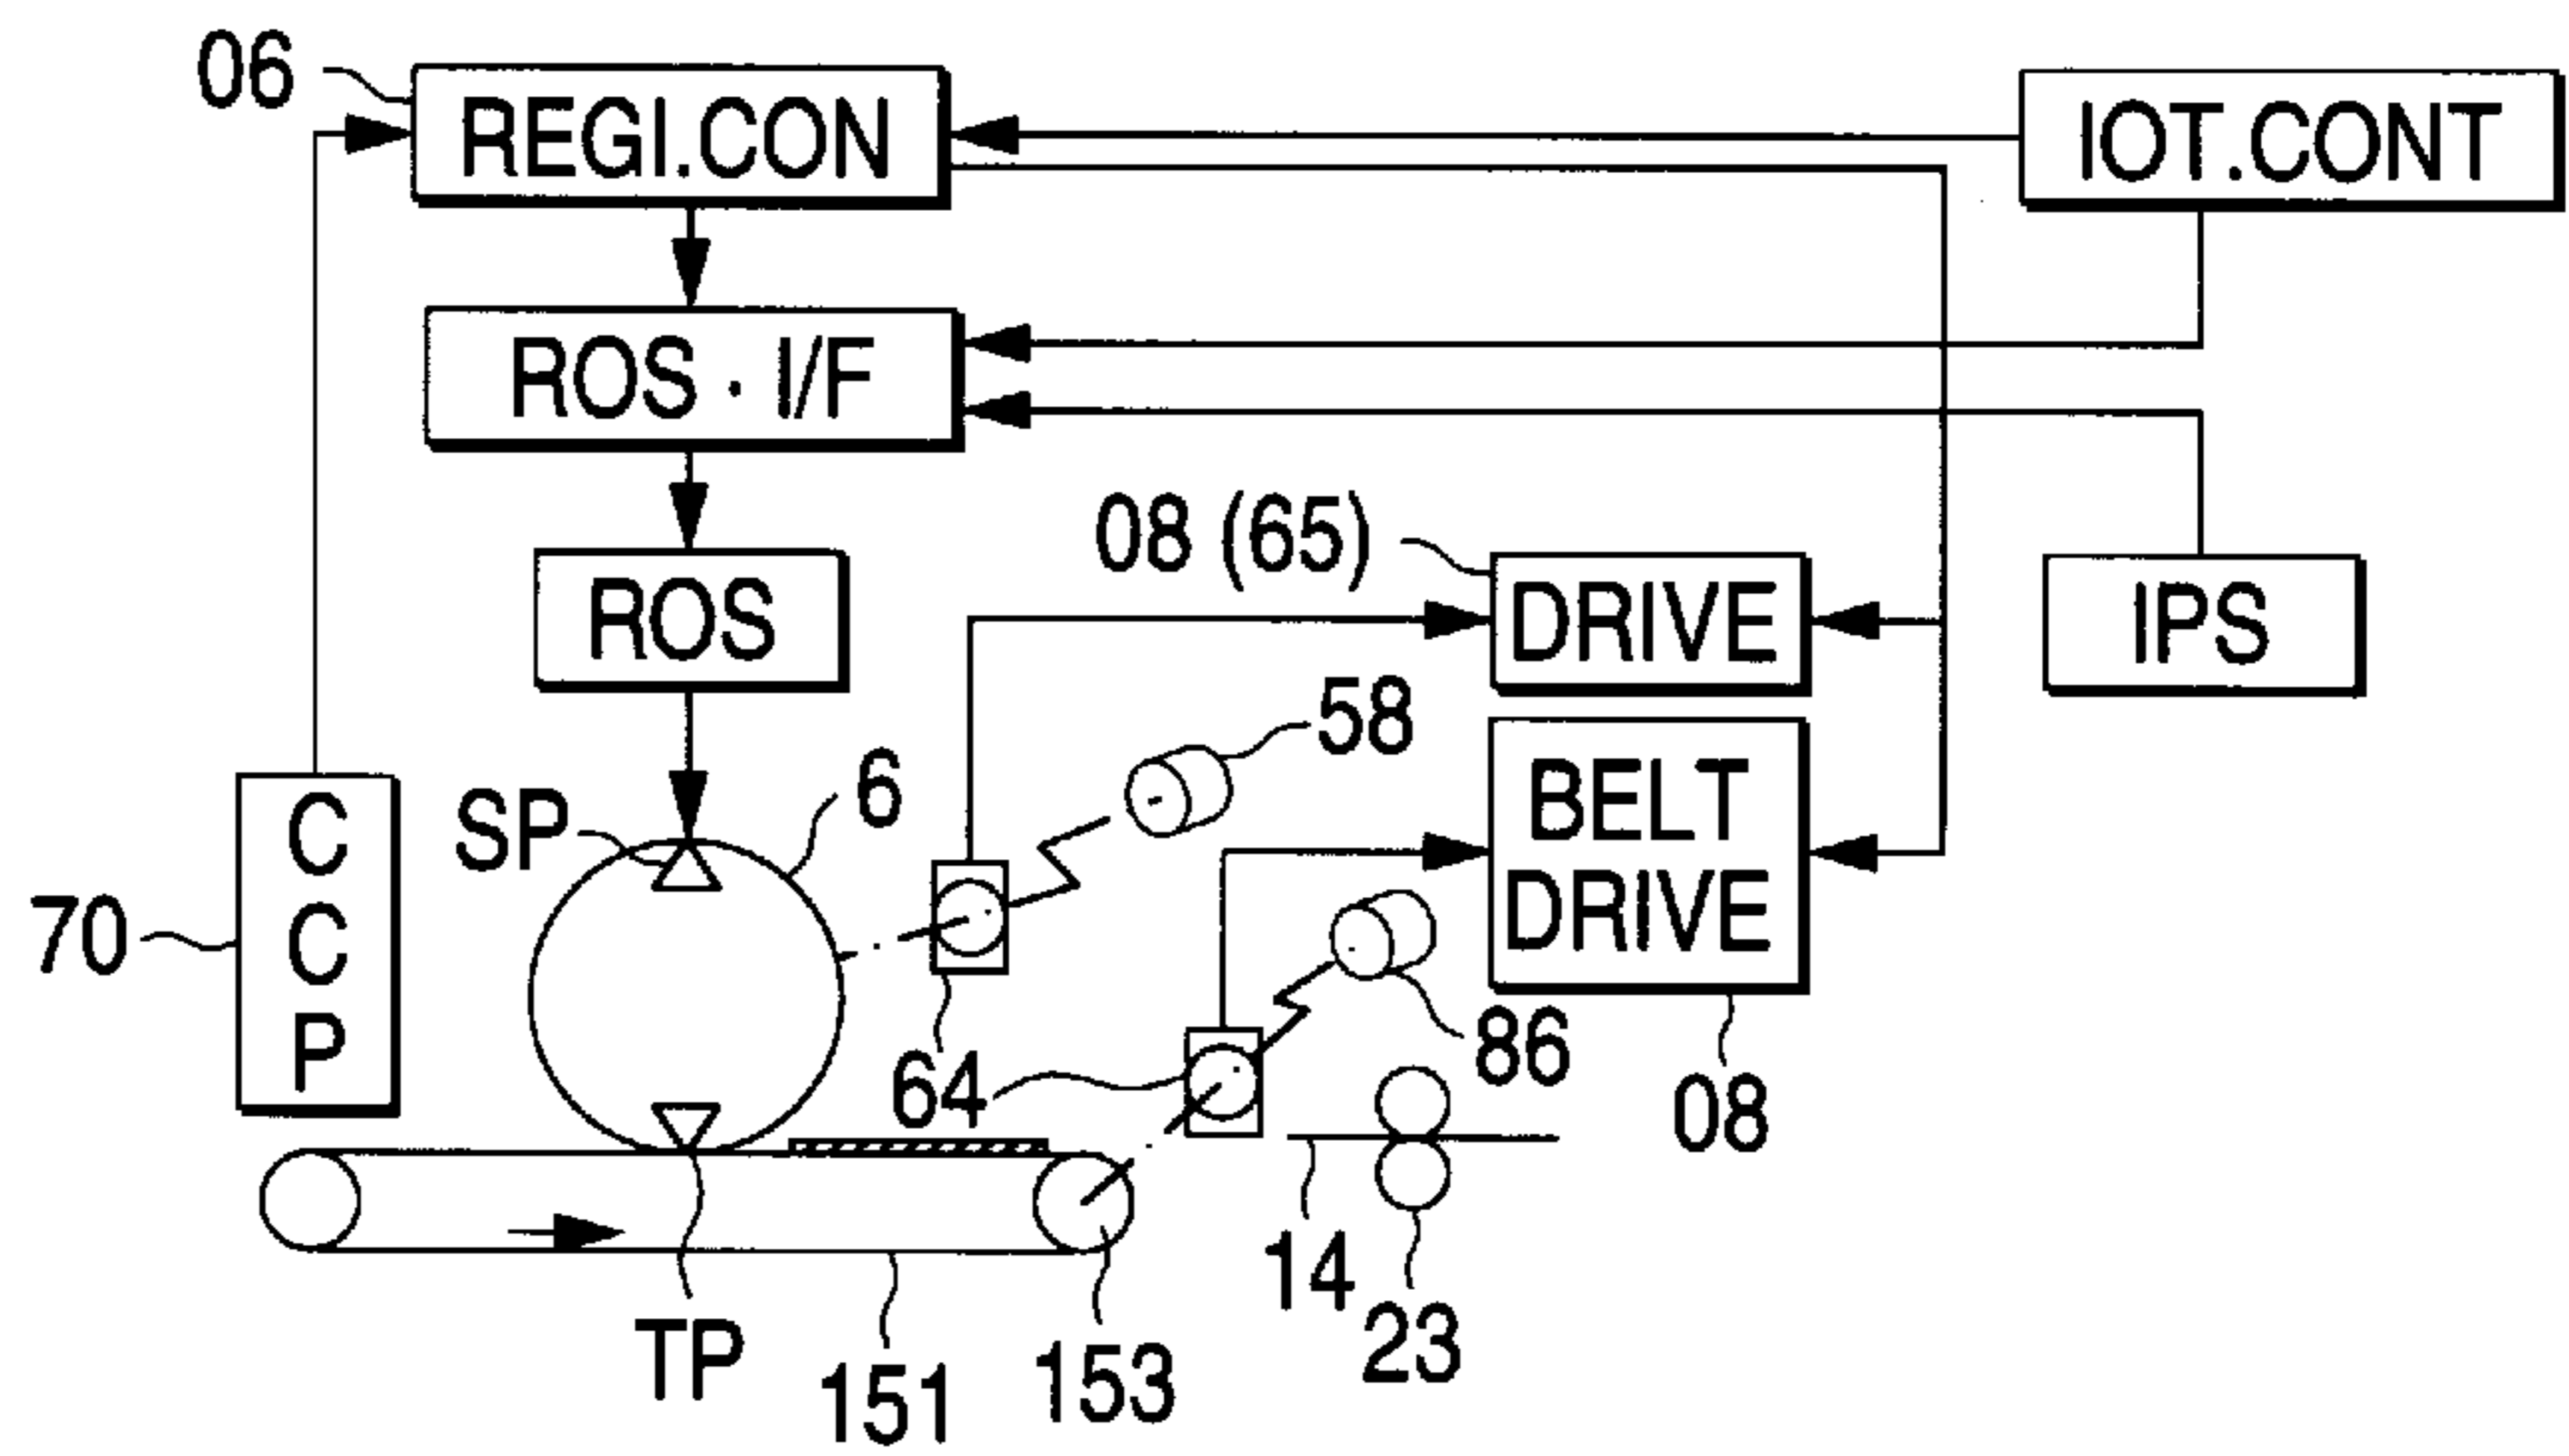 06
REGI.CON
IOT.CONT
ROS · I/F
08 (65)
ROS
DRIVE
IPS
58
6
SP
BELT
DRIVE
C
C
P
70
86
64
08
14
23
TP
151
153